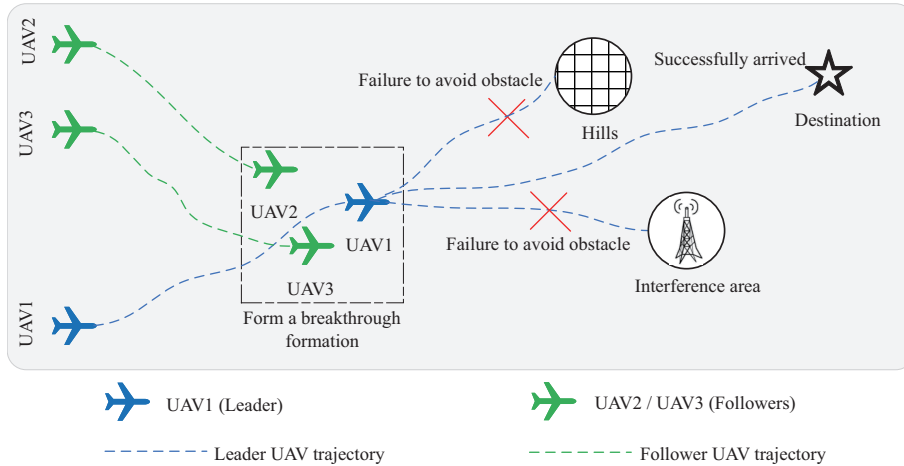 UAV2
UAV3
UAV1
Failure to avoid obstacle
Hills
Successfully arrived
Destination
UAV2
UAV1
UAV3
Form a breakthrough
formation
Failure to avoid obstacle
Interference area
UAV1 (Leader)
UAV2 / UAV3 (Followers)
Leader UAV trajectory
Follower UAV trajectory